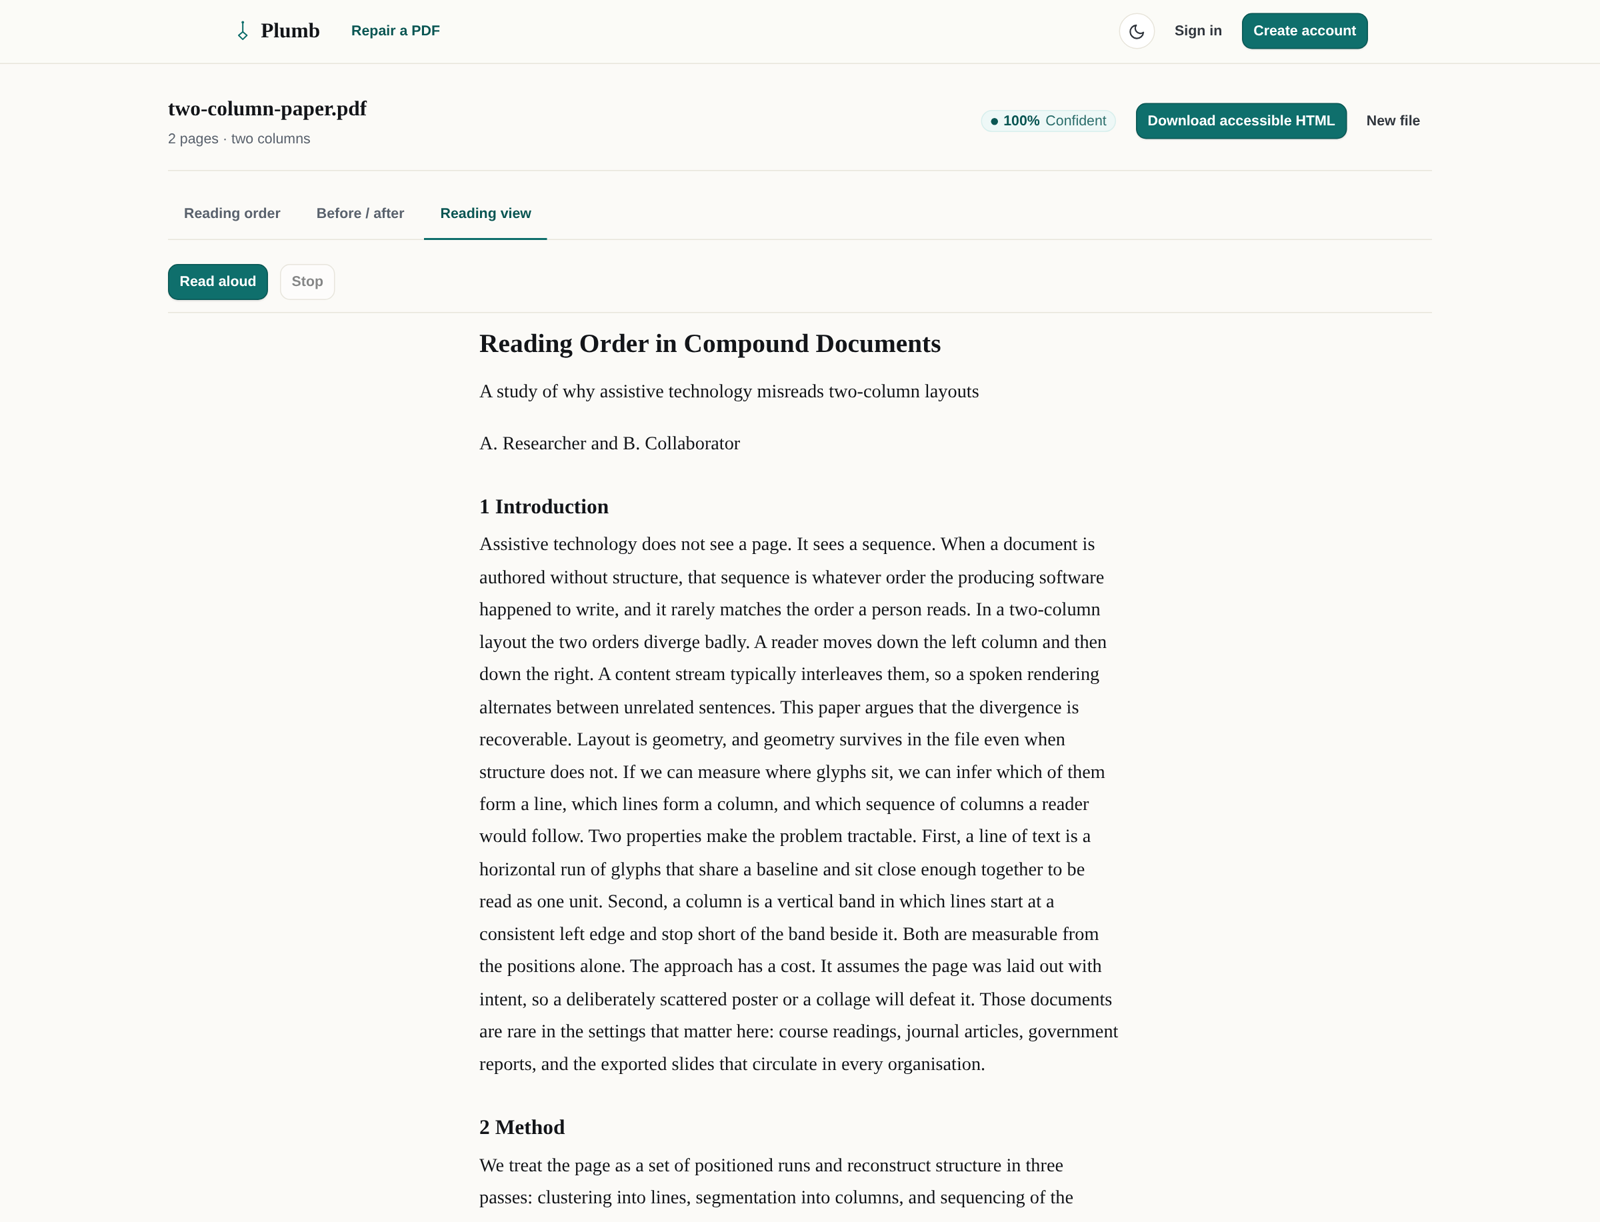 Plumb
Repair a PDF
Sign in
Create account
two-column-paper.pdf
2 pages · two columns
100% Confident
Download accessible HTML
New file
Reading order
Before / after
Reading view
Read aloud
Stop
Reading Order in Compound Documents
A study of why assistive technology misreads two-column layouts
A. Researcher and B. Collaborator
1 Introduction
Assistive technology does not see a page. It sees a sequence. When a document is
authored without structure, that sequence is whatever order the producing software
happened to write, and it rarely matches the order a person reads. In a two-column
layout the two orders diverge badly. A reader moves down the left column and then
down the right. A content stream typically interleaves them, so a spoken rendering
alternates between unrelated sentences. This paper argues that the divergence is
recoverable. Layout is geometry, and geometry survives in the file even when
structure does not. If we can measure where glyphs sit, we can infer which of them
form a line, which lines form a column, and which sequence of columns a reader
would follow. Two properties make the problem tractable. First, a line of text is a
horizontal run of glyphs that share a baseline and sit close enough together to be
read as one unit. Second, a column is a vertical band in which lines start at a
consistent left edge and stop short of the band beside it. Both are measurable from
the positions alone. The approach has a cost. It assumes the page was laid out with
intent, so a deliberately scattered poster or a collage will defeat it. Those documents
are rare in the settings that matter here: course readings, journal articles, government
reports, and the exported slides that circulate in every organisation.
2 Method
We treat the page as a set of positioned runs and reconstruct structure in three
passes: clustering into lines, segmentation into columns, and sequencing of the